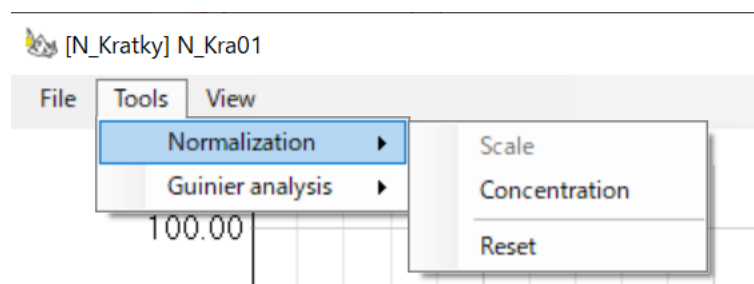 [N_Kratky] N_Kra01
File Tools View
Normalization Scale
Guinier analysis Concentration
100.00 Reset